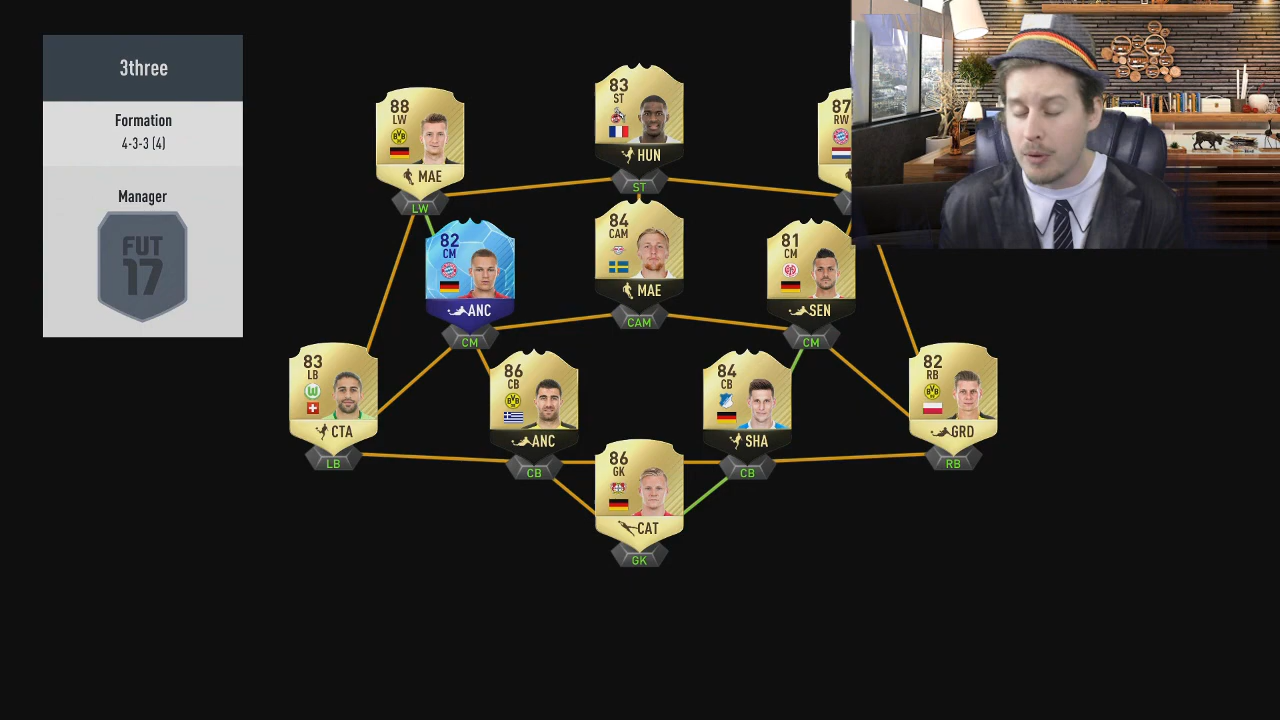 3three
Formation
4-3-3 (4)
Manager
FUT
17
88
LW
MAE
LW
83
ST
HUN
ST
87
RW
82
CM
ANC
CM
84
CAM
MAE
CAM
81
CM
SEN
CM
83
LB
CTA
LB
86
CB
ANC
CB
84
CB
SHA
CB
82
RB
GRD
RB
86
GK
CAT
GK